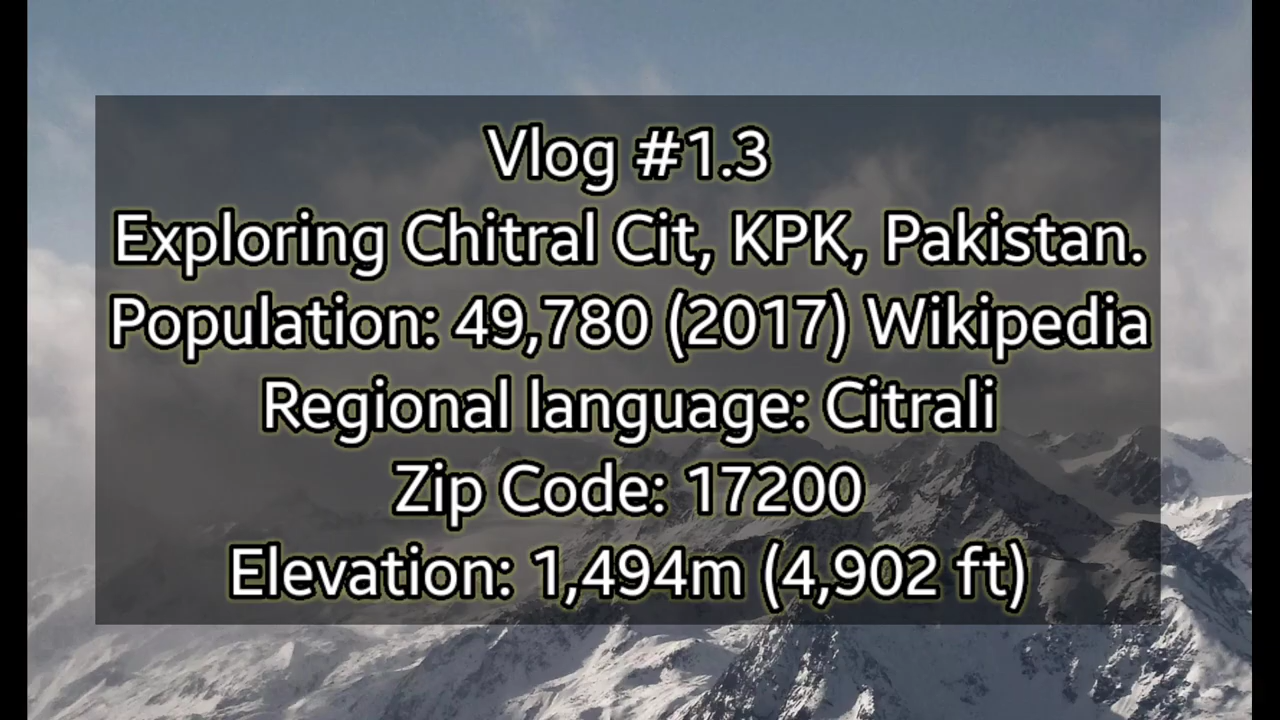 Vlog #1.3
Exploring Chitral Cit, KPK, Pakistan.
Population: 49,780 (2017) Wikipedia
Regional language: Citrali
Zip Code: 17200
Elevation: 1,494m (4,902 ft)